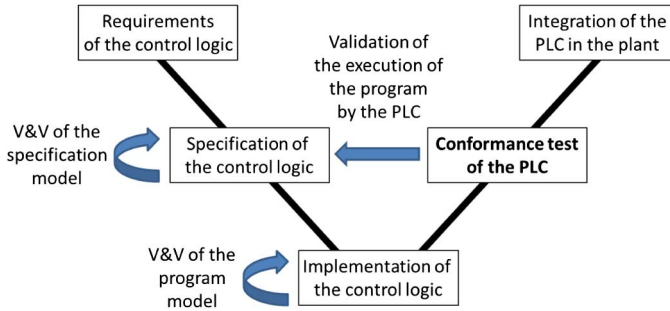 Requirements
of the control logic
Integration of the
PLC in the plant
Validation of
the execution of
the program
by the PLC
V&V of the
specification
model
Specification of
the control logic
Conformance test
of the PLC
V&V of the
program
model
Implementation of
the control logic